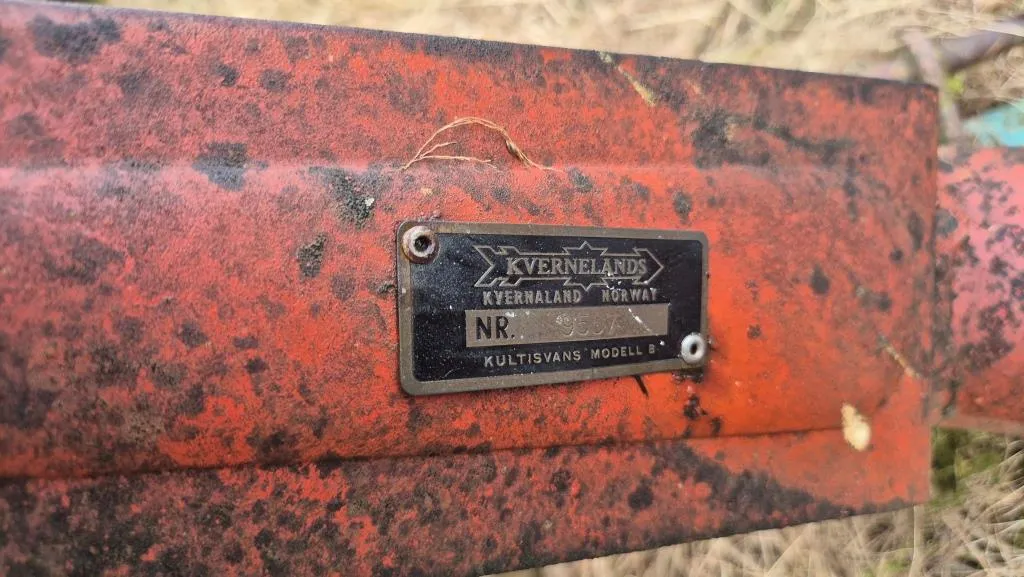 KVERNELANDS
KVERNALAND NORWAY
NR.
KULTISVANS MODELL B